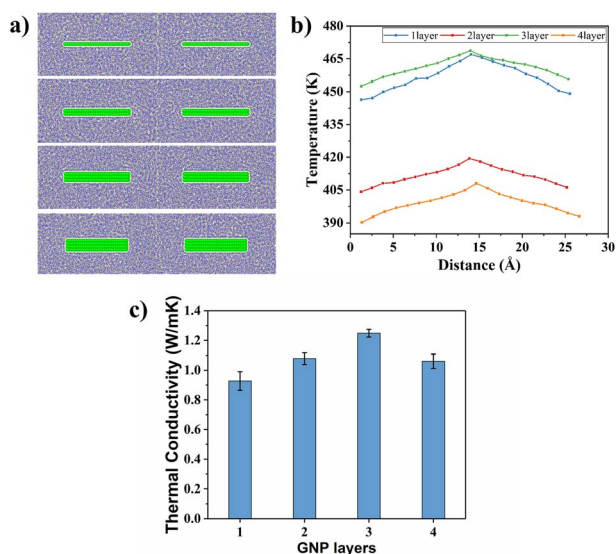 a)
b)
480
465
450
435
420
405
390
Temperature (K)
1layer 2layer 3layer 4layer
0 5 10 15 20 25 30
Distance (Å)
c)
1.4
1.2
1.0
0.8
0.6
0.4
0.2
0.0
Thermal Conductivity (W/mK)
1 2 3 4
GNP layers